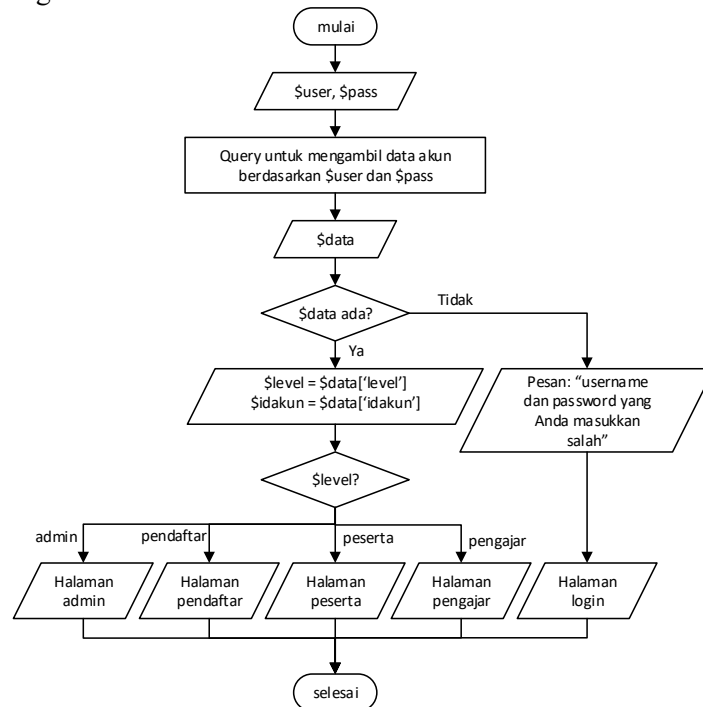 mulai
$user, $pass
Query untuk mengambil data akun
berdasarkan $user dan $pass
$data
$data ada?
Tidak
Ya
$level = $data[‘level’]
$idakun = $data[‘idakun’]
Pesan: “username
dan password yang
Anda masukkan
salah”
$level?
admin
pendaftar
peserta
pengajar
Halaman
admin
Halaman
pendaftar
Halaman
peserta
Halaman
pengajar
Halaman
login
selesai